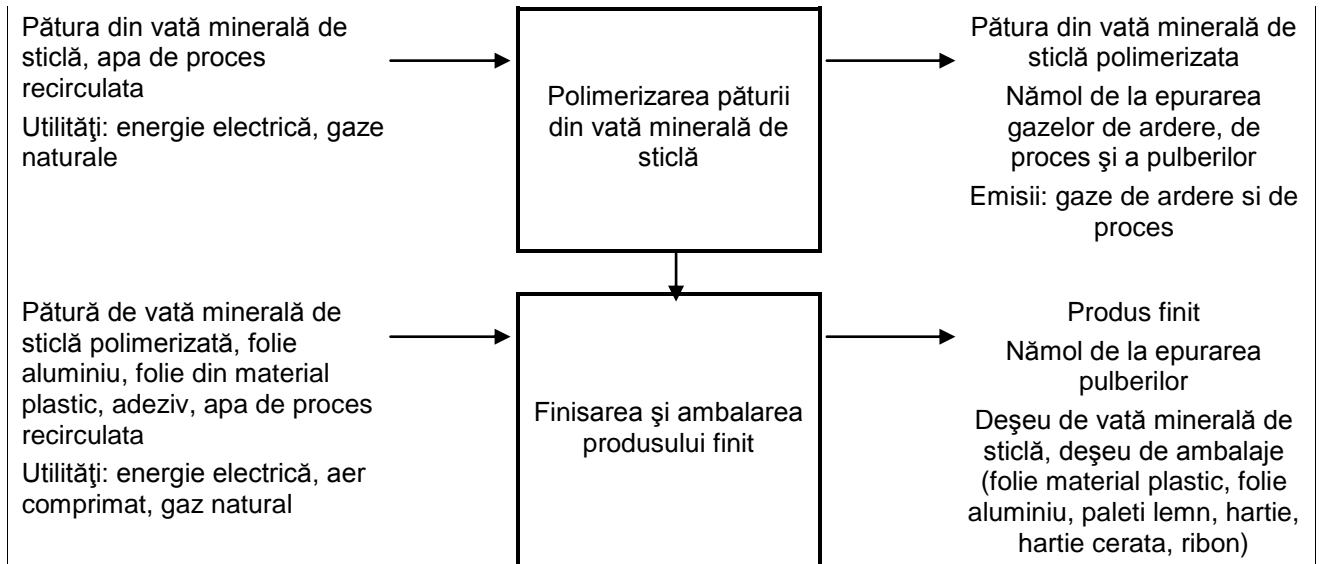 Pătura din vată minerală de
sticlă, apa de proces
recirculata
Utilităţi: energie electrică, gaze
naturale
Polimerizarea păturii
din vată minerală de
sticlă
Pătura din vată minerală de
sticlă polimerizata
Nămol de la epurarea
gazelor de ardere, de
proces şi a pulberilor
Emisii: gaze de ardere si de
proces
Pătură de vată minerală de
sticlă polimerizată, folie
aluminiu, folie din material
plastic, adeziv, apa de proces
recirculata
Utilităţi: energie electrică, aer
comprimat, gaz natural
Finisarea şi ambalarea
produsului finit
Produs finit
Nămol de la epurarea
pulberilor
Deşeu de vată minerală de
sticlă, deşeu de ambalaje
(folie material plastic, folie
aluminiu, paleti lemn, hartie,
hartie cerata, ribon)